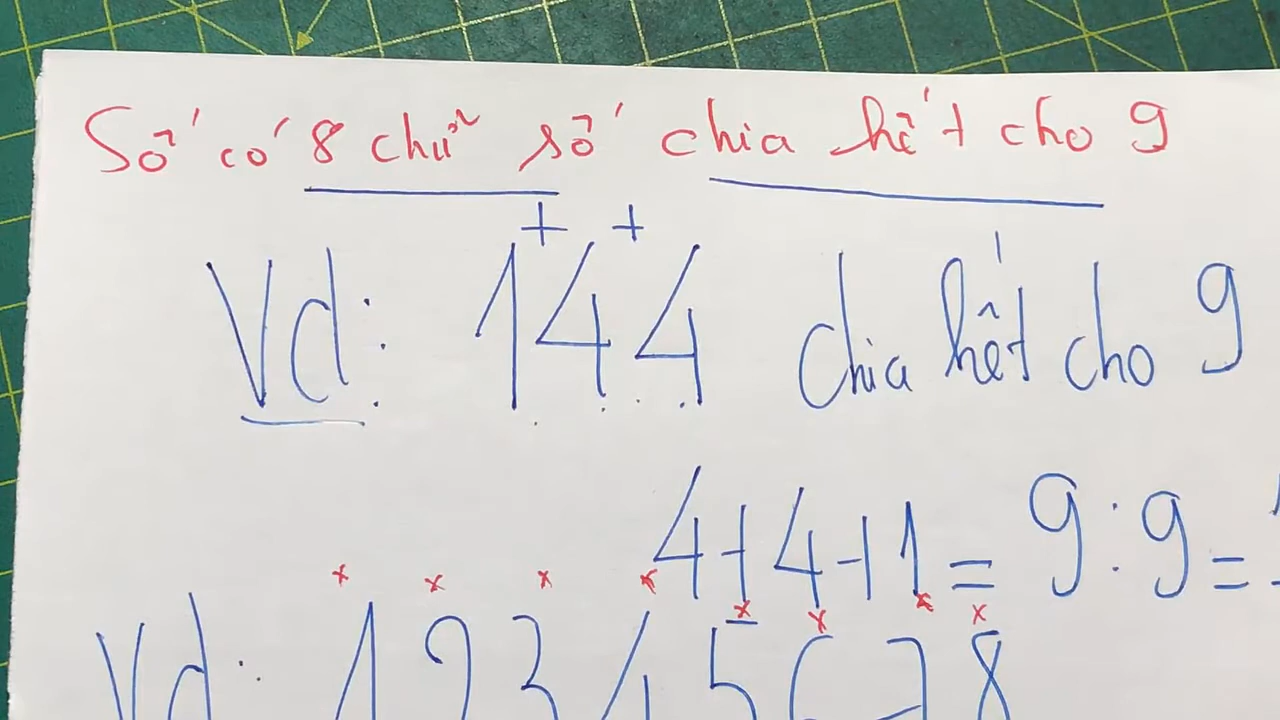 Số có 8 chữ số chia hết cho 9
+ +
Vd: 144 chia hết cho 9
4+4+1 = 9:9 =
x x x x x x x x
Vd: 12345678